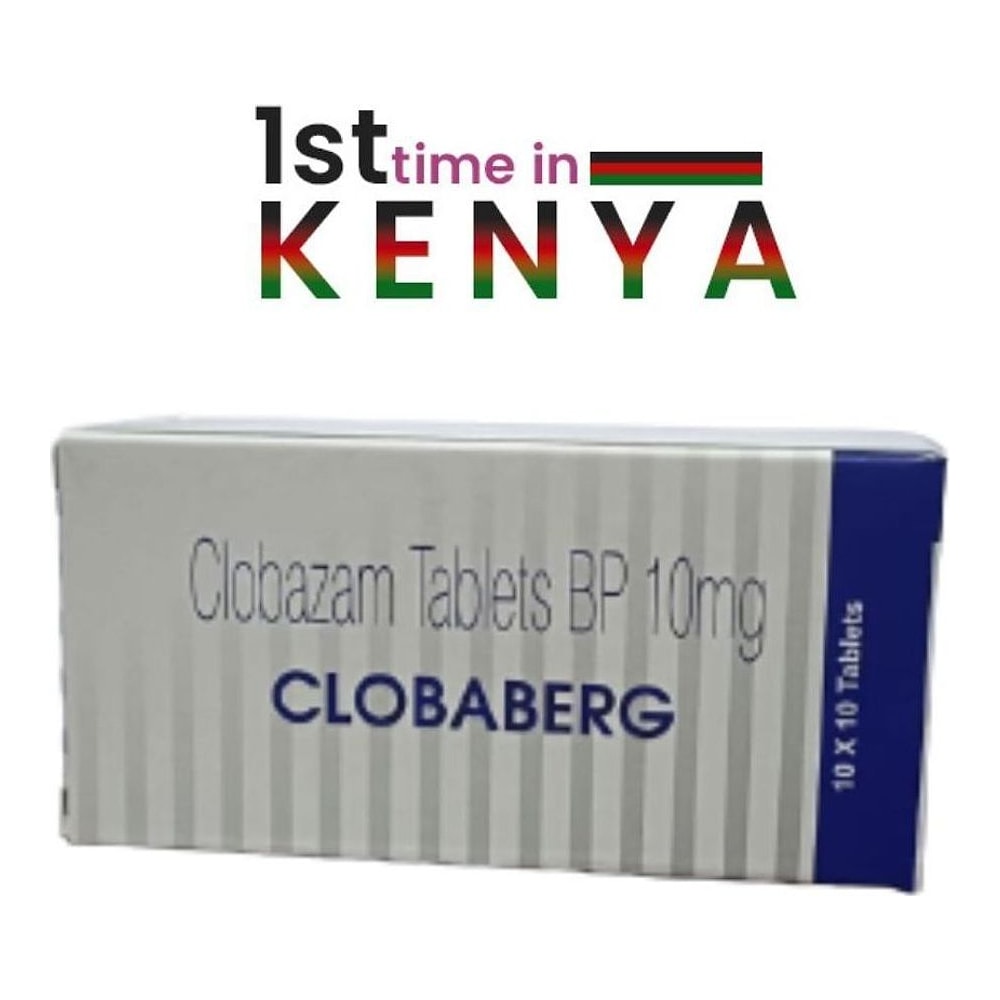 1st time in
KENYA
Clobazam Tablets BP 10mg
CLOBABERG
10 X 10 Tablets